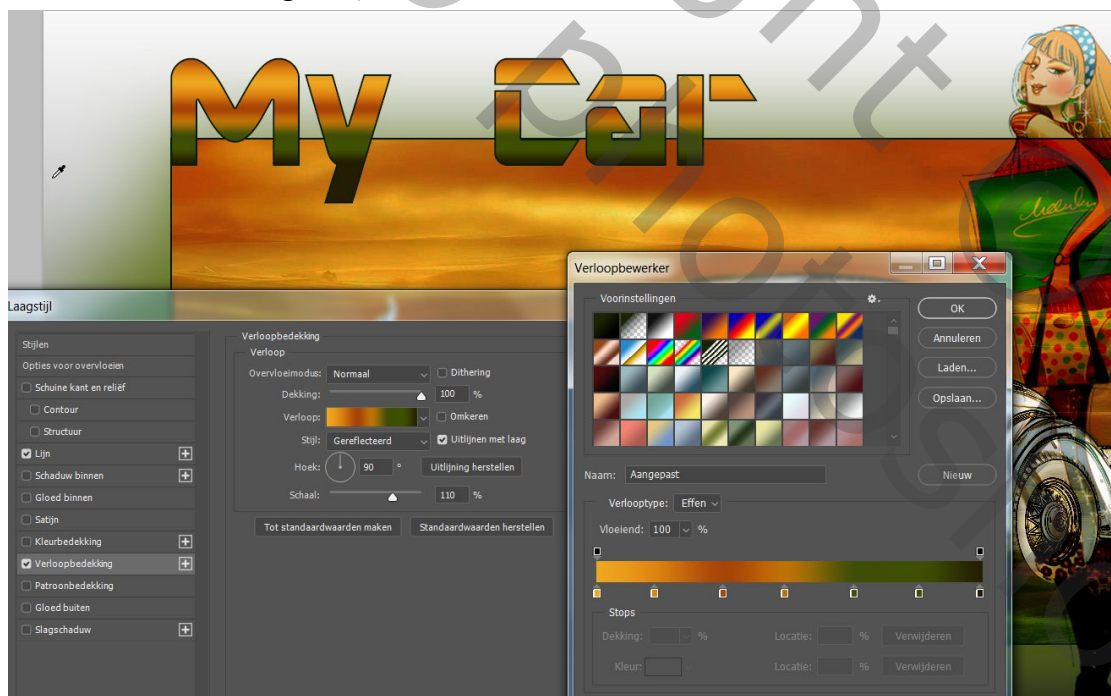 My Car
Verloopbewerker
Voorinstellingen
OK
Annuleren
Laden...
Opslaan...
Naam: Aangepast
Nieuw
Verlooptype: Effen
Vloeiend: 100 %
Stops
Dekking: % Locatie: % Verwijderen
Kleur: Locatie: % Verwijderen
Laagstijl
Stijlen
Opties voor overvloeien
Schuine kant en reliëf
Contour
Structuur
Lijn
Schaduw binnen
Gloed binnen
Satijn
Kleurbedekking
Verloopbedekking
Patroonbedekking
Gloed buiten
Slagschaduw
Verloopbedekking
Verloop
Overvloeimodus: Normaal Dithering
Dekking: 100 %
Verloop: Omkeren
Stijl: Gereflecteerd Uitlijnen met laag
Hoek: 90 ° Uitlijning herstellen
Schaal: 110 %
Tot standaardwaarden maken Standaardwaarden herstellen